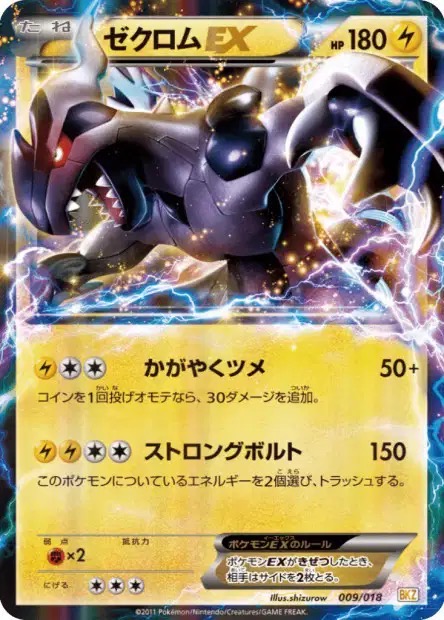 たね ゼクロムEX HP180
かがやくツメ 50+
コインを1回投げオモテなら、30ダメージを追加。
ストロングボルト 150
このポケモンについているエネルギーを2個選び、トラッシュする。
弱点 抵抗力
×2
ポケモンEXのルール
ポケモンEXがきぜつしたとき、
相手はサイドを2枚とる。
にげる
Illus.shizurow 009/018 BKZ
©2011 Pokémon/Nintendo/Creatures/GAME FREAK.